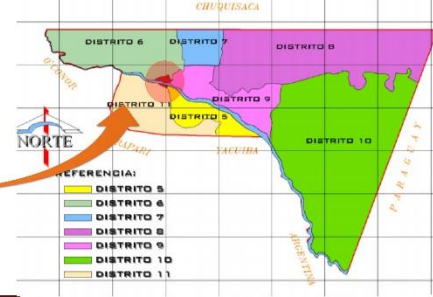 CHUQUISACA
DISTRITO 6
DISTRITO 7
DISTRITO 8
O'CONOR
DISTRITO 11
DISTRITO 9
DISTRITO 5
DISTRITO 10
NORTE
YACUIBA
PARAGUAY
ARGENTINA
REFERENCIA:
DISTRITO 5
DISTRITO 6
DISTRITO 7
DISTRITO 8
DISTRITO 9
DISTRITO 10
DISTRITO 11